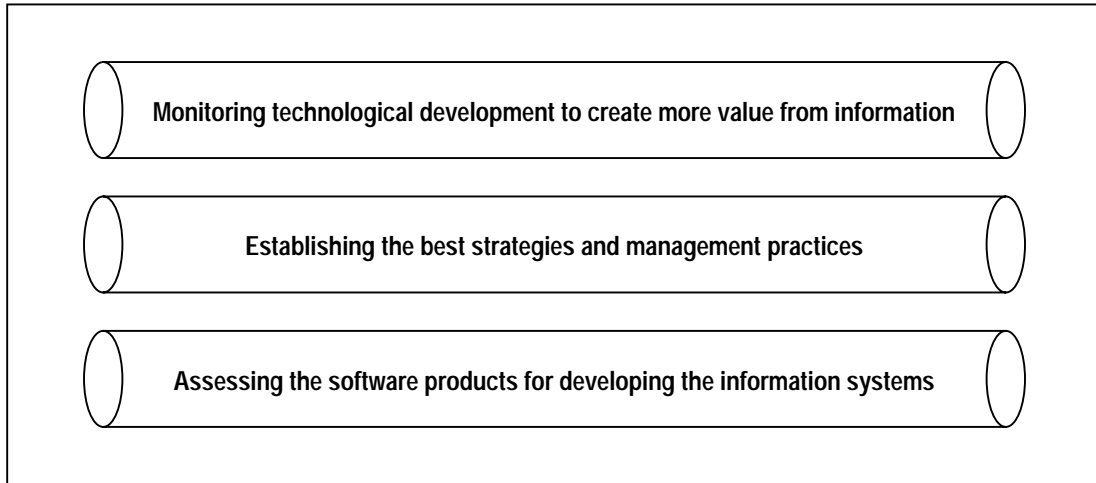 Monitoring technological development to create more value from information
Establishing the best strategies and management practices
Assessing the software products for developing the information systems